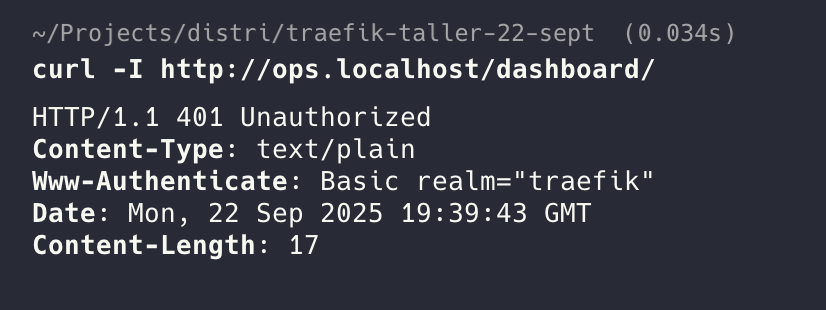 ~/Projects/distri/traefik-taller-22-sept (0.034s)
curl -I http://ops.localhost/dashboard/
HTTP/1.1 401 Unauthorized
Content-Type: text/plain
Www-Authenticate: Basic realm="traefik"
Date: Mon, 22 Sep 2025 19:39:43 GMT
Content-Length: 17